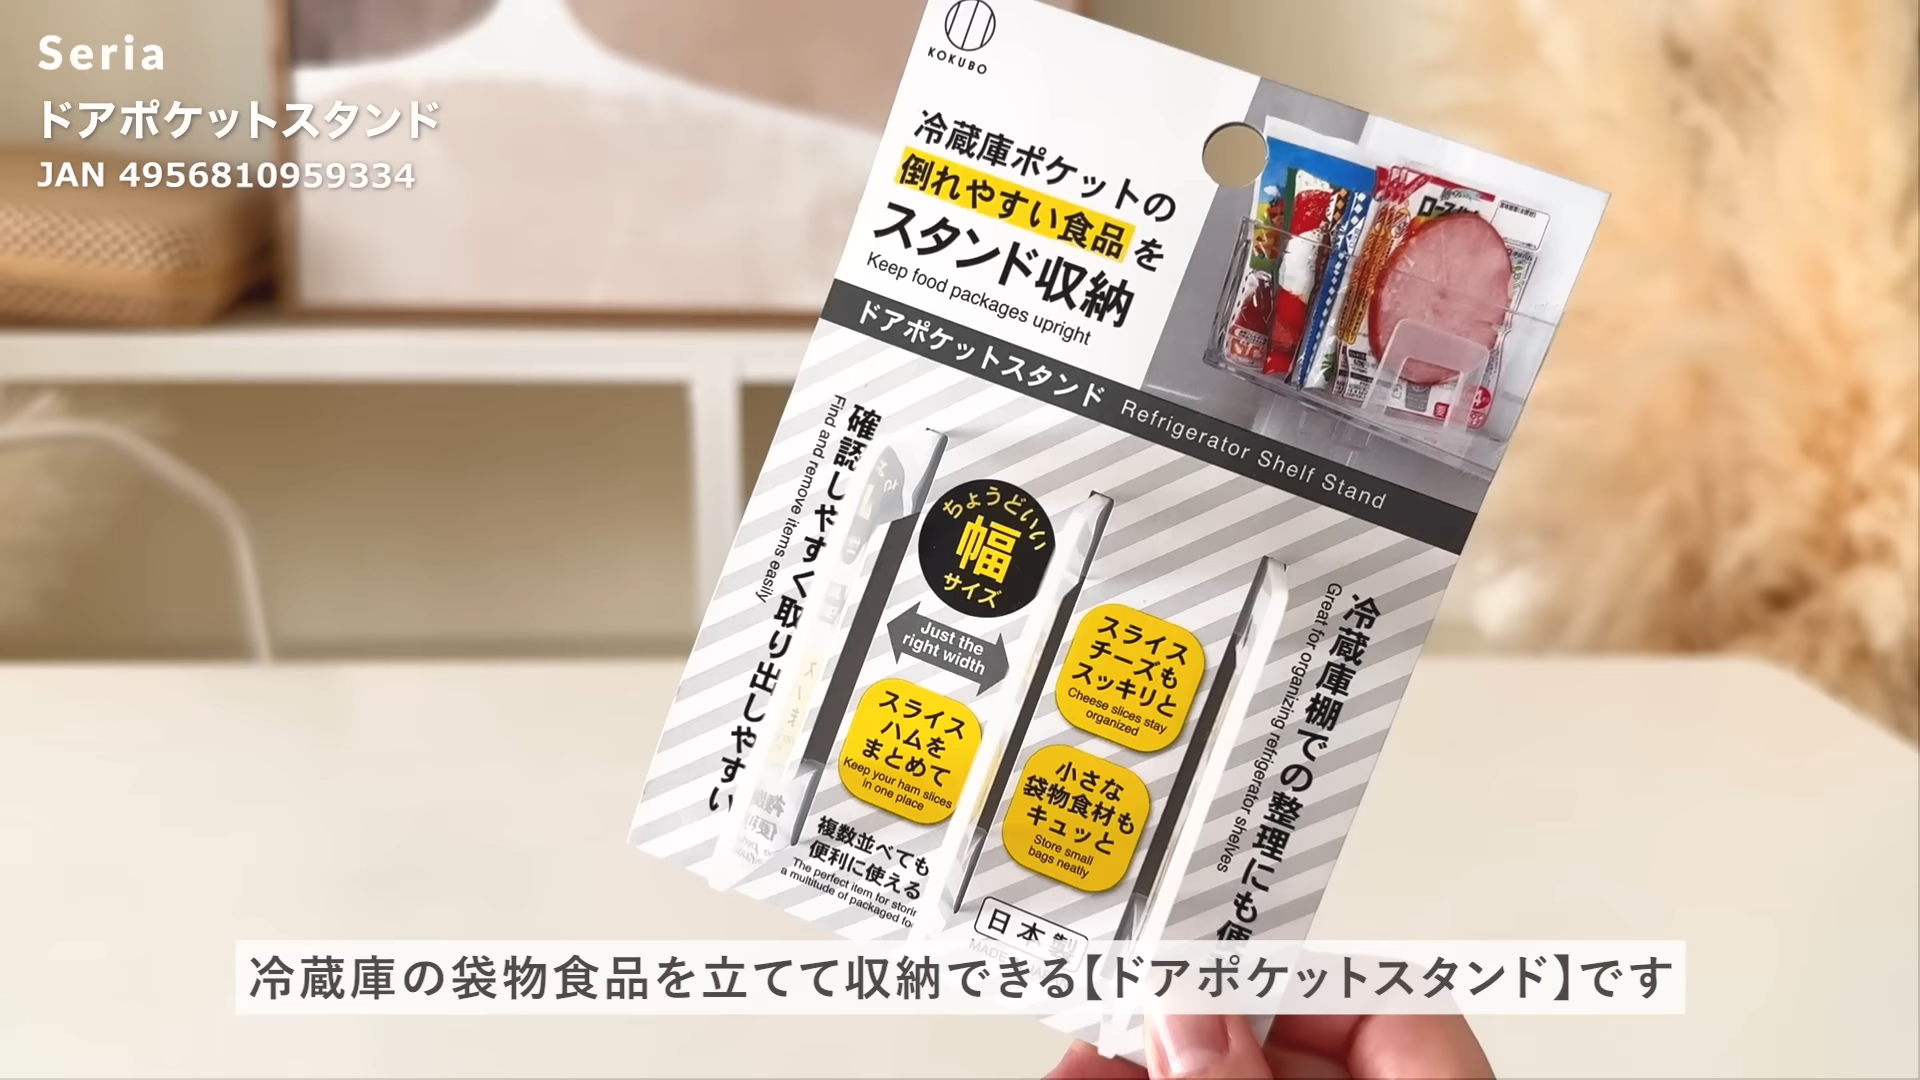 Seria
ドアポケットスタンド
JAN 4956810959334
KOKUBO
冷蔵庫ポケットの
倒れやすい食品を
スタンド収納
Keep food packages upright
ドアポケットスタンド Refrigerator Shelf Stand
確認しやすく取り出しやすい
Find and remove items easily
ちょうどいい
幅
サイズ
Just the
right width
スライス
チーズも
スッキリと
Cheese slices stay
organized
スライス
ハムを
まとめて
Keep your ham slices
in one place
小さな
袋物食材も
キュッと
Store small
bags neatly
冷蔵庫棚での整理にも便
Great for organizing refrigerator shelves
複数並べても
便利に使える
The perfect item for
a multitude of packaged
日本製
冷蔵庫の袋物食品を立てて収納できる【ドアポケットスタンド】です